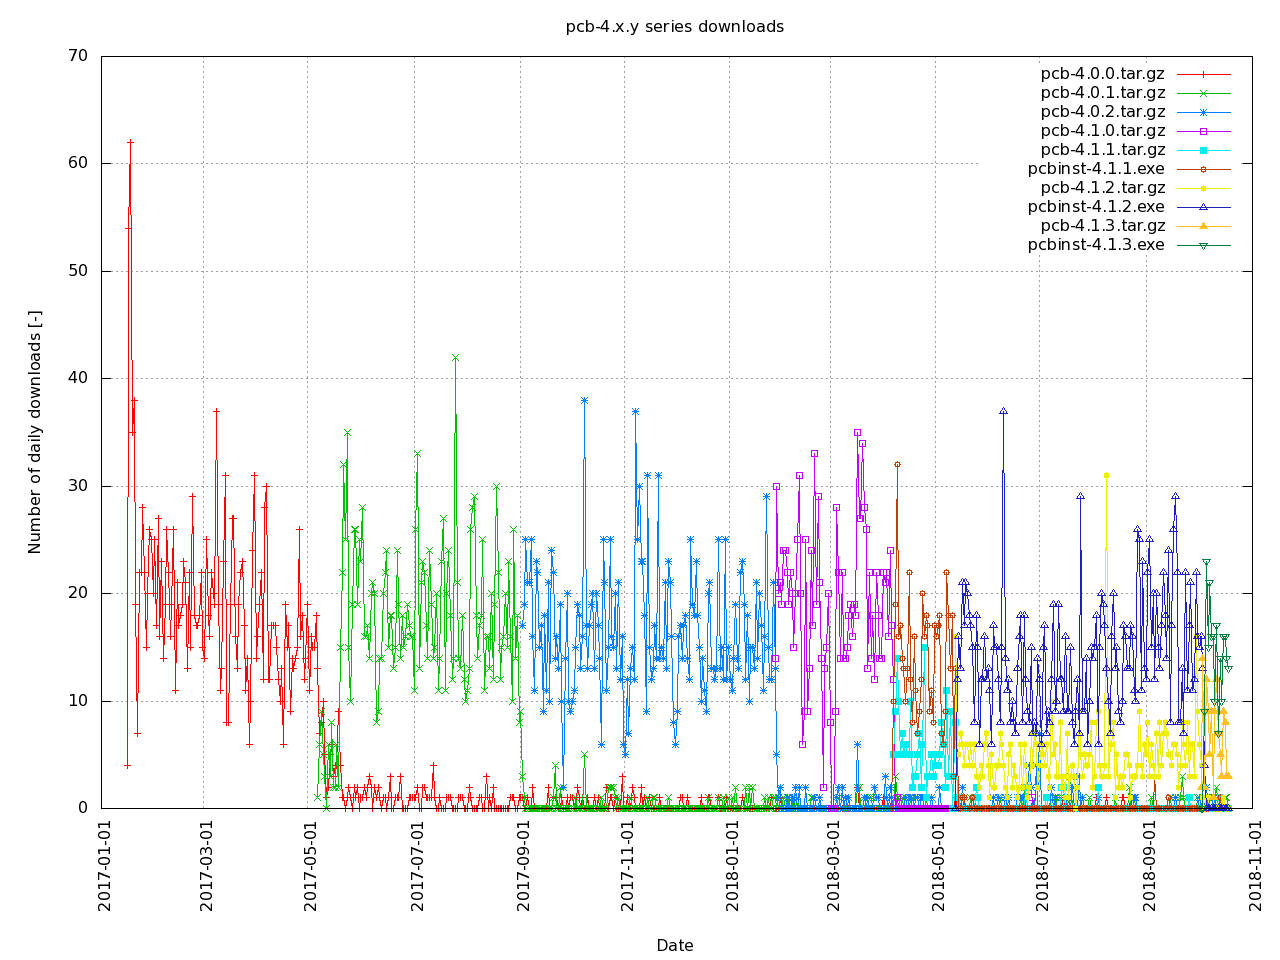 pcb-4.x.y series downloads
70
60
50
40
30
20
10
0
Number of daily downloads [-]
pcb-4.0.0.tar.gz
pcb-4.0.1.tar.gz
pcb-4.0.2.tar.gz
pcb-4.1.0.tar.gz
pcb-4.1.1.tar.gz
pcbinst-4.1.1.exe
pcb-4.1.2.tar.gz
pcbinst-4.1.2.exe
pcb-4.1.3.tar.gz
pcbinst-4.1.3.exe
2017-01-01
2017-03-01
2017-05-01
2017-07-01
2017-09-01
2017-11-01
2018-01-01
2018-03-01
2018-05-01
2018-07-01
2018-09-01
2018-11-01
Date